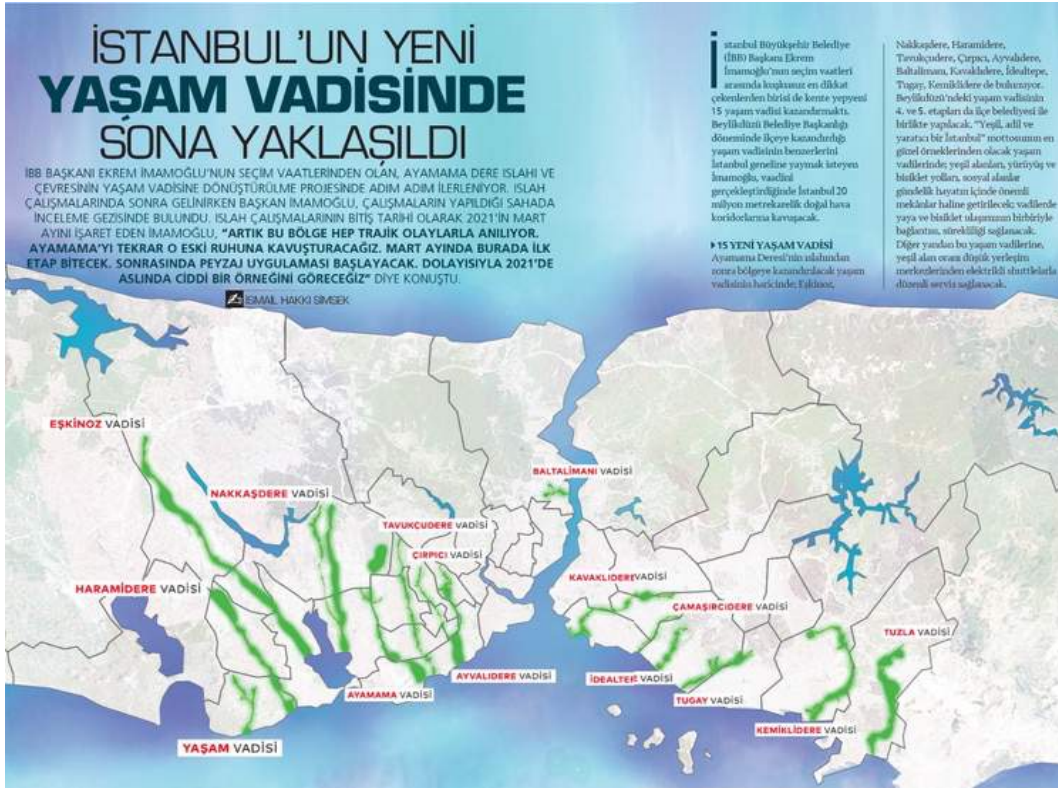 İSTANBUL'UN YENİ
YAŞAM VADİSİNDE
SONA YAKLAŞILDI
İBB BAŞKANI EKREM İMAMOĞLU'NUN SEÇİM VAATLERİNDEN OLAN, AYAMAMA DERE ISLAHI VE
ÇEVRESİNİN YAŞAM VADİSİNE DÖNÜŞTÜRÜLME PROJESİNDE ADIM ADIM İLERLENİYOR. ISLAH
ÇALIŞMALARINDA SONRA GELİNİRKEN BAŞKAN İMAMOĞLU, ÇALIŞMALARIN YAPILDIĞI SAHADA
İNCELEME GEZİSİNDE BULUNDU. ISLAH ÇALIŞMALARININ BİTİŞ TARİHİ OLARAK 2021'İN MART
AYINI İŞARET EDEN İMAMOĞLU, "ARTIK BU BÖLGE HEP TRAJİK OLAYLARLA ANILIYOR.
AYAMAMA'YI TEKRAR O ESKİ RUHUNA KAVUŞTURACAĞIZ. MART AYINDA BURADA İLK
ETAP BİTECEK. SONRASINDA PEYZAJ UYGULAMASI BAŞLAYACAK. DOLAYISIYLA 2021'DE
ASLINDA CİDDİ BİR ÖRNEĞİNİ GÖRECEĞİZ" DİYE KONUŞTU.
İSMAİL HAKKI ŞİMŞEK
İstanbul Büyükşehir Belediye
(İBB) Başkanı Ekrem
İmamoğlu'nun seçim vaatleri
arasında kuşkusuz en dikkat
çekenlerden birisi de kente yepyeni
15 yaşam vadisi kazandırmaktı.
Beylikdüzü Belediye Başkanlığı
döneminde ilçeye kazandırdığı
yaşam vadisinin benzerlerini
İstanbul geneline yaymak isteyen
İmamoğlu, vaadini
gerçekleştirdiğinde İstanbul 20
milyon metrekarelik doğal hava
koridorlarına kavuşacak.
▸ 15 YENİ YAŞAM VADİSİ
Ayamama Deresi'nin ıslahından
sonra bölgeye kazandırılacak yaşam
vadisinin haricinde; Eşkinoz,
Nakkaşdere, Haramidere,
Tavukçudere, Çırpıcı, Ayvalıdere,
Baltalimanı, Kavaklıdere, İdealtepe,
Tugay, Kemiklidere de bulunuyor.
Beylikdüzü'ndeki yaşam vadisinin
4. ve 5. etapları da ilçe belediyesi ile
birlikte yapılacak. "Yeşil, adil ve
yaratıcı bir İstanbul" mottosunun en
güzel örneklerinden olacak yaşam
vadilerinde; yeşil alanları, yürüyüş ve
bisiklet yolları, sosyal alanlar
gündelik hayatın içinde önemli
mekânlar haline getirilecek; vadilerde
yaya ve bisiklet ulaşımının birbiriyle
bağlantısı, sürekliliği sağlanacak.
Diğer yandan bu yaşam vadilerine,
yeşil alan oranı düşük yerleşim
merkezlerinden elektrikli shuttlelarla
düzenli servis sağlanacak.
EŞKİNOZ VADİSİ
BALTALIMANI VADİSİ
NAKKAŞDERE VADİSİ
TAVUKÇUDERE VADİSİ
ÇIRPICI VADİSİ
KAVAKLIDERE VADİSİ
HARAMİDERE VADİSİ
ÇAMAŞIRCIDERE VADİSİ
TUZLA VADİSİ
AYVALIDERE VADİSİ
İDEALTEPE VADİSİ
AYAMAMA VADİSİ
TUGAY VADİSİ
KEMİKLİDERE VADİSİ
YAŞAM VADİSİ